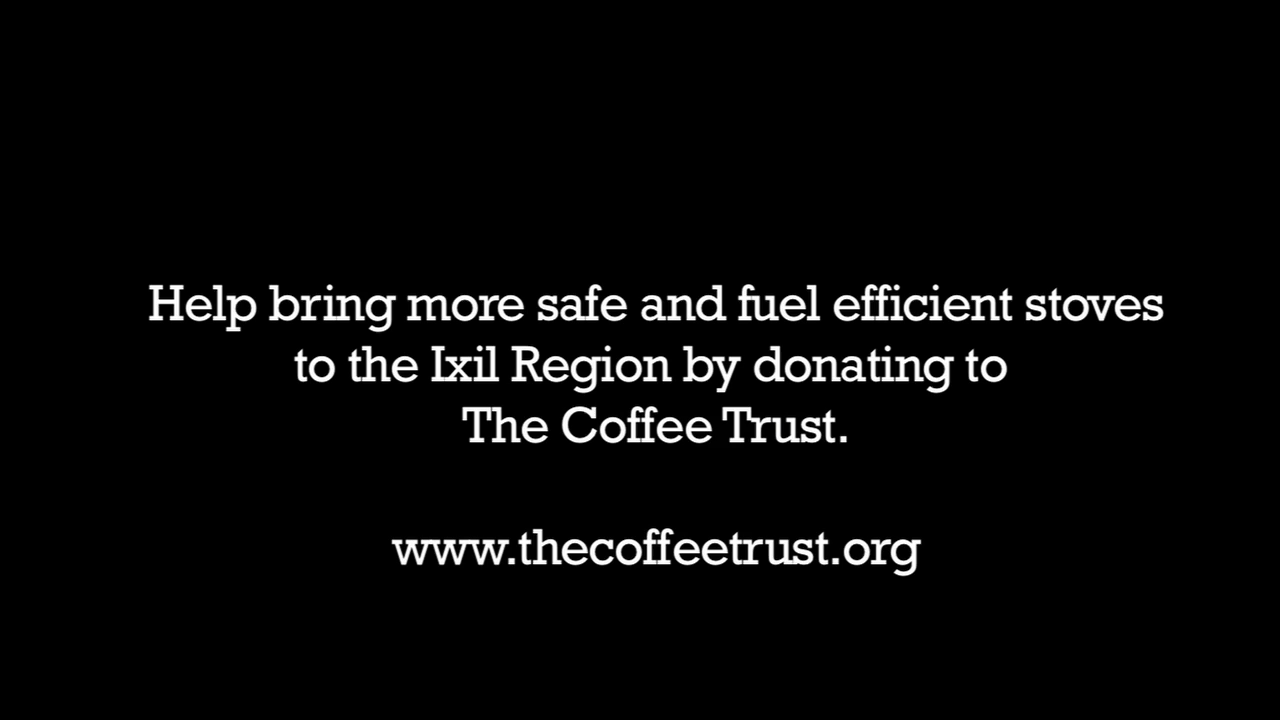 Help bring more safe and fuel efficient stoves
to the Ixil Region by donating to
The Coffee Trust.
www.thecoffeetrust.org